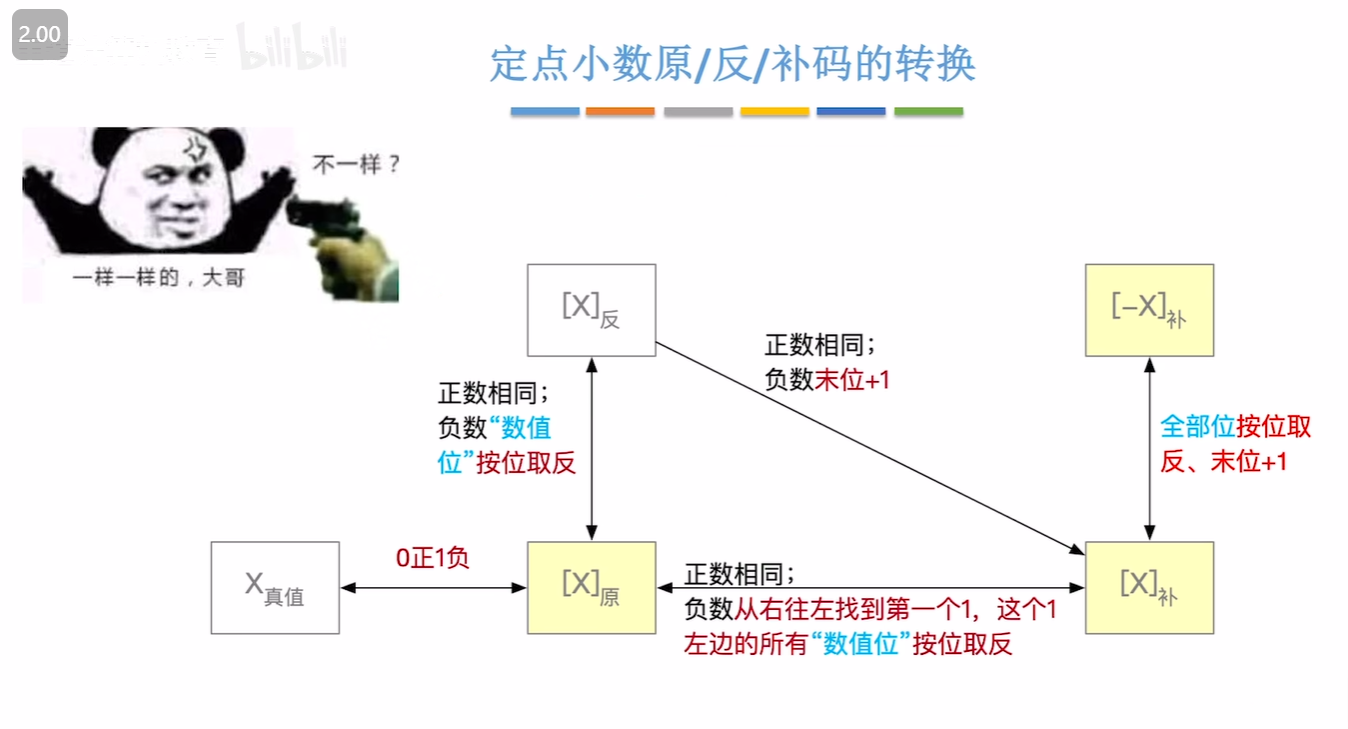 2.00
bilibili
定点小数原/反/补码的转换
不一样？
一样一样的，大哥
[X]反
[-X]补
正数相同；
负数末位+1
正数相同；
负数“数值
位”按位取反
全部位按位取
反、末位+1
0正1负
X真值
[X]原
正数相同；
负数从右往左找到第一个1，这个1
左边的所有“数值位”按位取反
[X]补